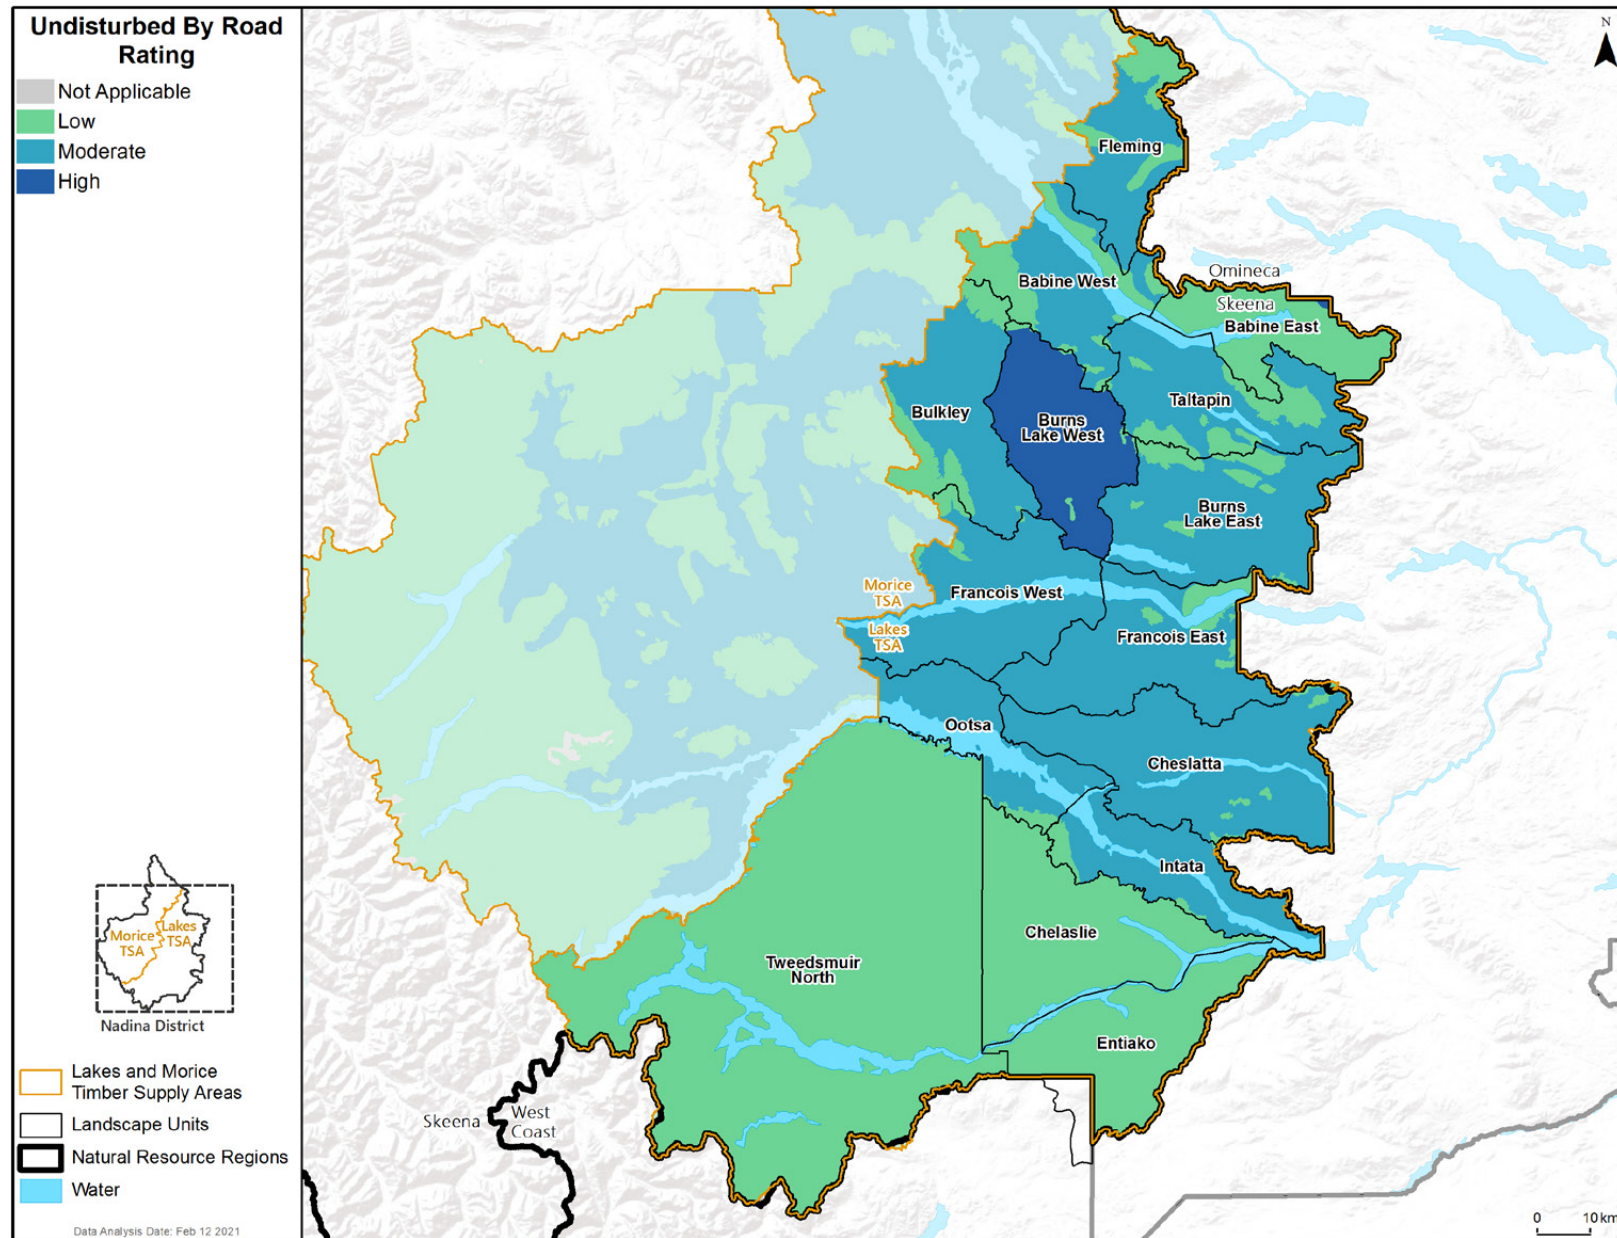 Undisturbed By Road
Rating
Not Applicable
Low
Moderate
High
N
Fleming
Babine West
Omineca
Skeena
Babine East
Bulkley
Burns
Lake West
Taltapin
Burns
Lake East
Morice
TSA
Lakes
TSA
Francois West
Francois East
Ootsa
Cheslatta
Intata
Chelaslie
Tweedsmuir
North
Entiako
Morice
TSA
Lakes
TSA
Nadina District
Lakes and Morice
Timber Supply Areas
Landscape Units
Natural Resource Regions
Water
Skeena
West
Coast
Data Analysis Date: Feb 12 2021
0 10 km